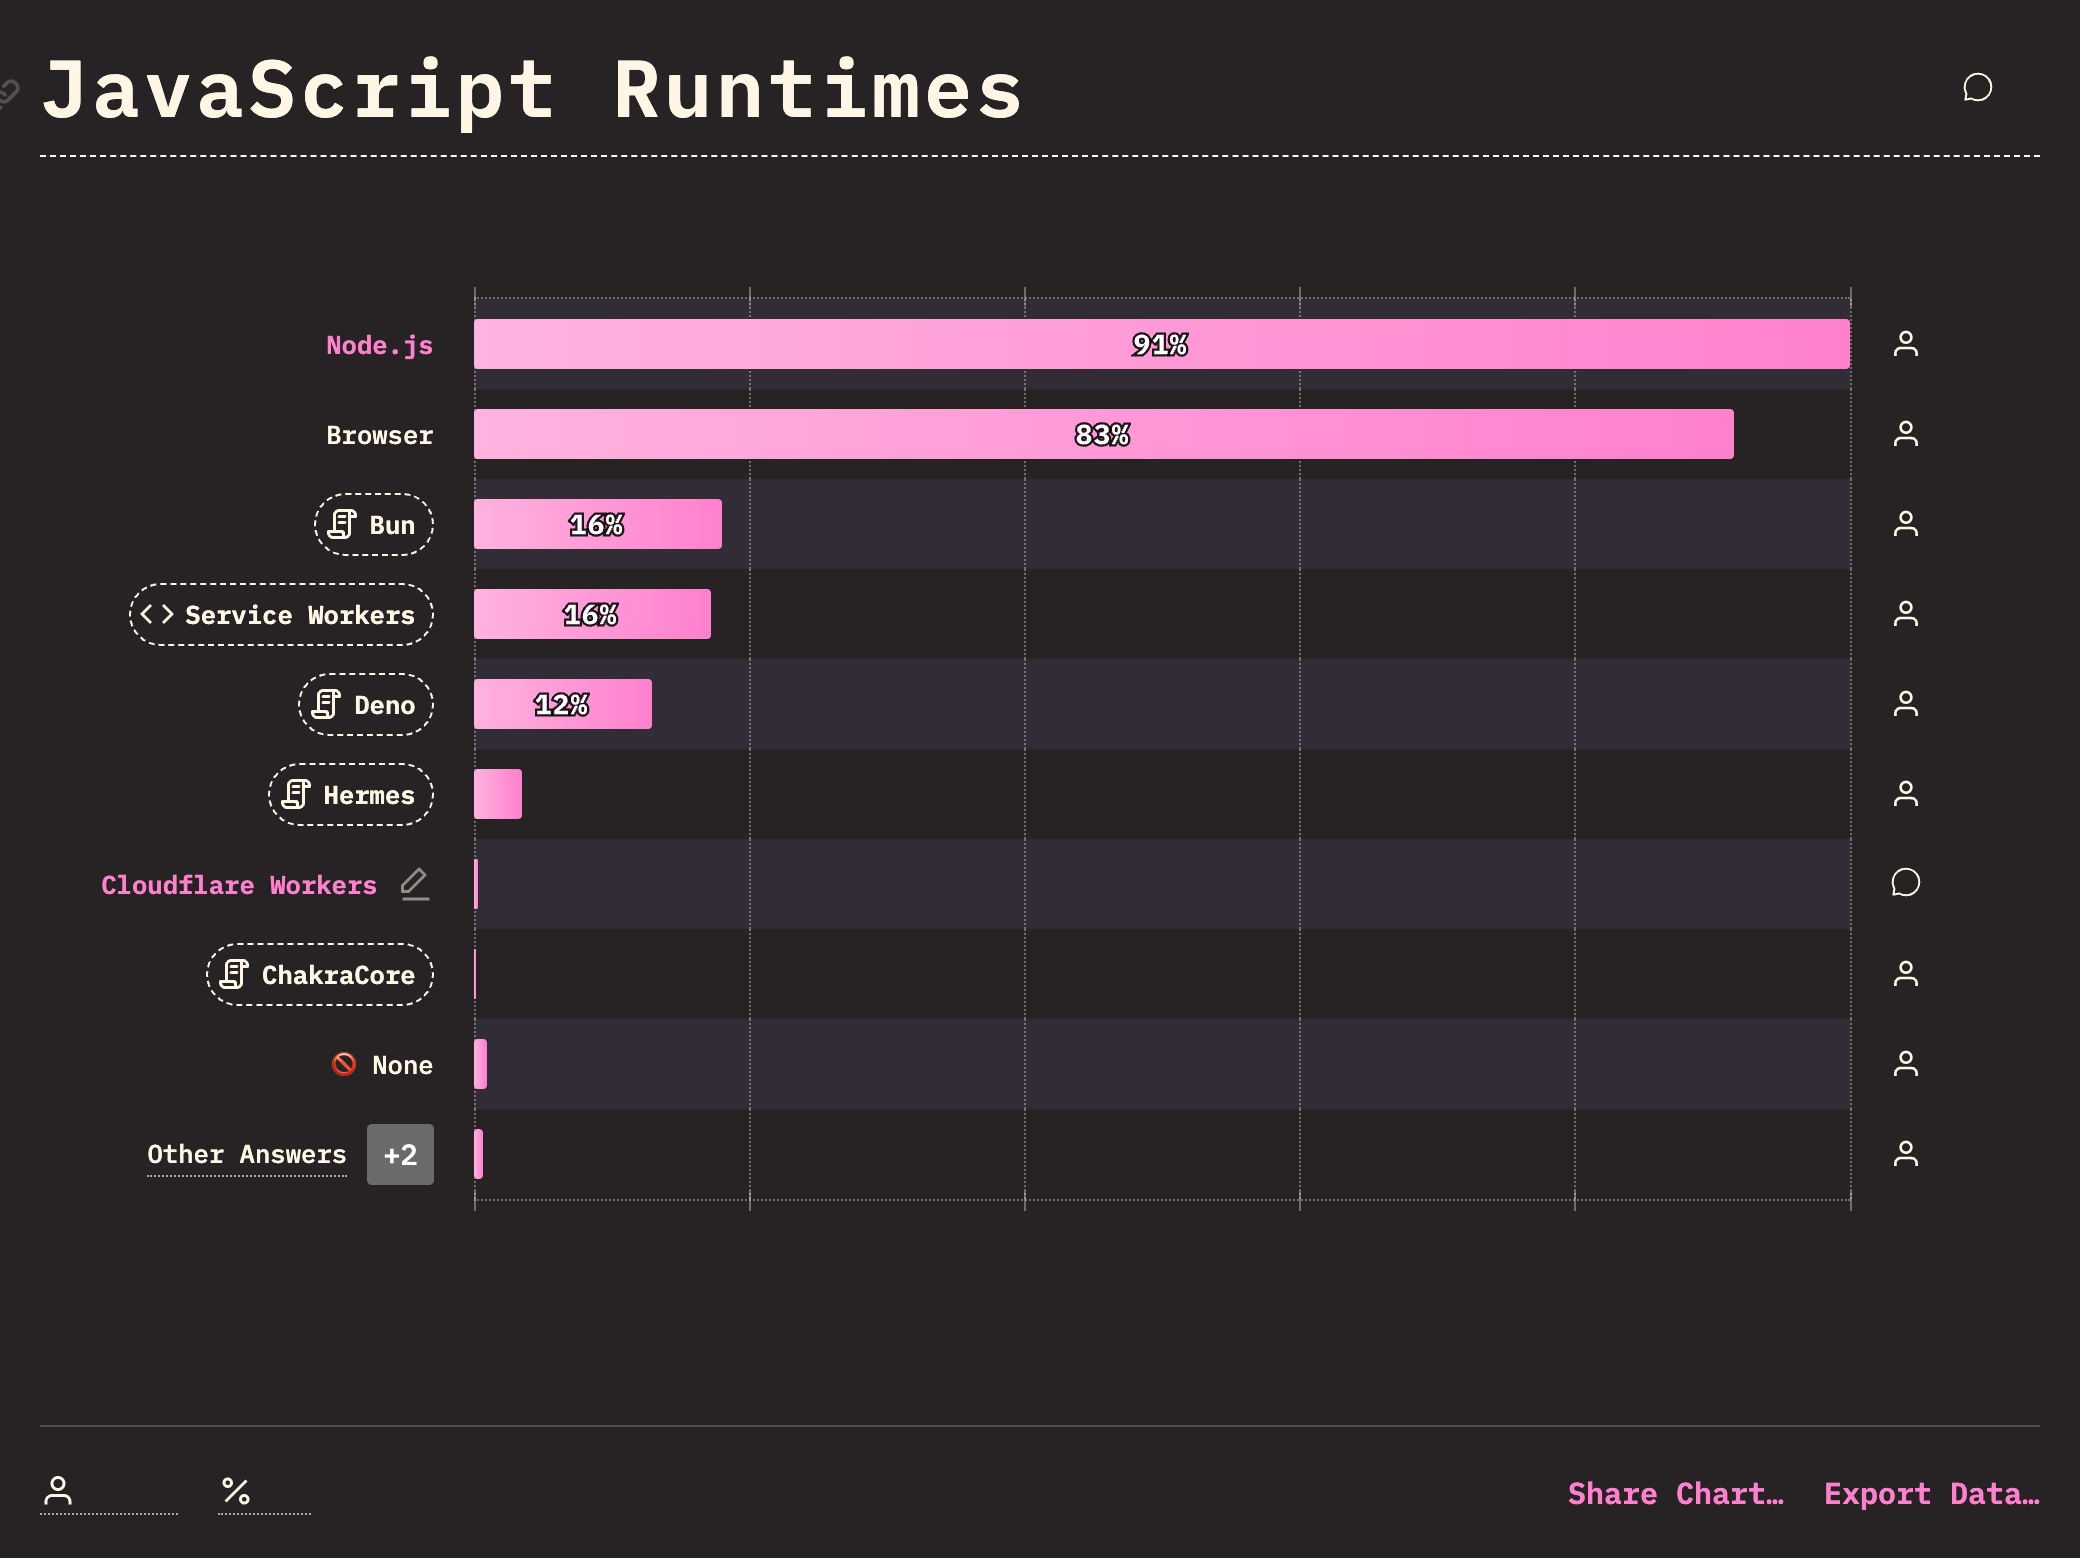 JavaScript Runtimes
Node.js 91%
Browser 83%
Bun 16%
Service Workers 16%
Deno 12%
Hermes
Cloudflare Workers
ChakraCore
None
Other Answers +2
% Share Chart… Export Data…